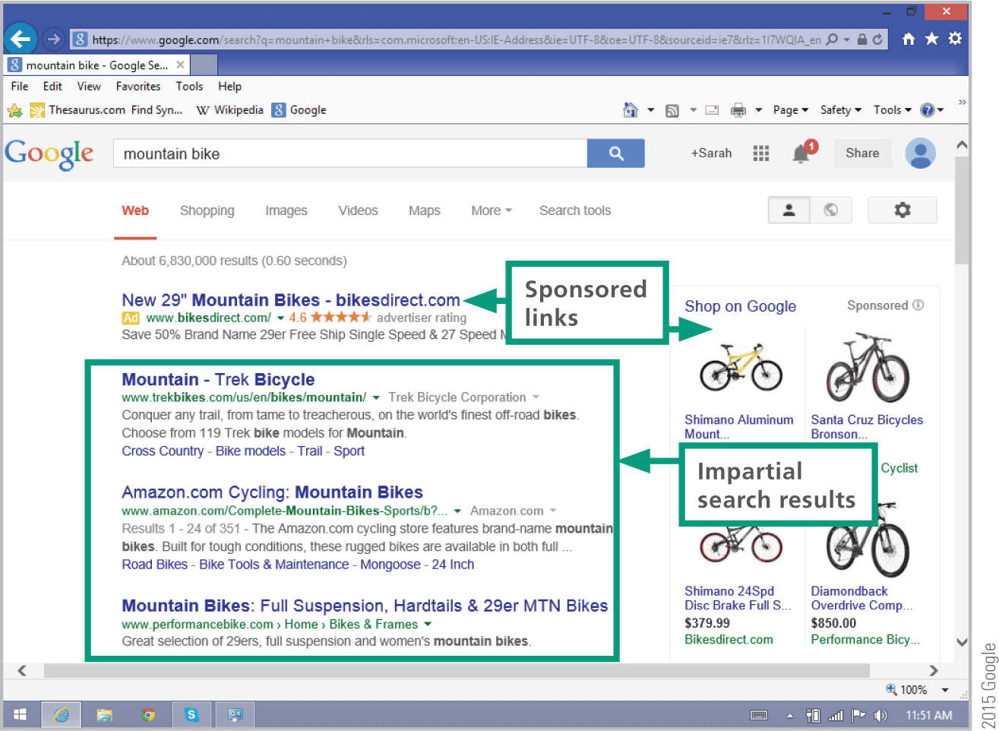 https://www.google.com/search?q=mountain+bike&rls=com.microsoft:en-US:IE-Address&ie=UTF-8&oe=UTF-8&sourceid=ie7&rlz=1I7WQIA_en
mountain bike - Google Se...
File Edit View Favorites Tools Help
Thesaurus.com Find Syn... W Wikipedia 8 Google
Page Safety Tools
Google
mountain bike
+Sarah
1
Share
Web Shopping Images Videos Maps More Search tools
About 6,830,000 results (0.60 seconds)
New 29" Mountain Bikes - bikesdirect.com
Ad www.bikesdirect.com/ 4.6 advertiser rating
Save 50% Brand Name 29er Free Ship Single Speed & 27 Speed
Sponsored
links
Mountain - Trek Bicycle
www.trekbikes.com/us/en/bikes/mountain/ Trek Bicycle Corporation
Conquer any trail, from tame to treacherous, on the world's finest off-road bikes.
Choose from 119 Trek bike models for Mountain.
Cross Country - Bike models - Trail - Sport
Amazon.com Cycling: Mountain Bikes
www.amazon.com/Complete-Mountain-Bikes-Sports/b?... Amazon.com
Results 1 - 24 of 351 - The Amazon.com cycling store features brand-name mountain
bikes. Built for tough conditions, these rugged bikes are available in both full ...
Road Bikes - Bike Tools & Maintenance - Mongoose - 24 Inch
Mountain Bikes: Full Suspension, Hardtails & 29er MTN Bikes
www.performancebike.com › Home › Bikes & Frames
Great selection of 29ers, full suspension and women's mountain bikes.
Shop on Google Sponsored
Shimano Aluminum
Mount...
Santa Cruz Bicycles
Bronson...
Cyclist
Impartial
search results
Shimano 24Spd
Disc Brake Full S...
$379.99
Bikesdirect.com
Diamondback
Overdrive Comp...
$850.00
Performance Bicy...
100%
11:51 AM
2015 Google